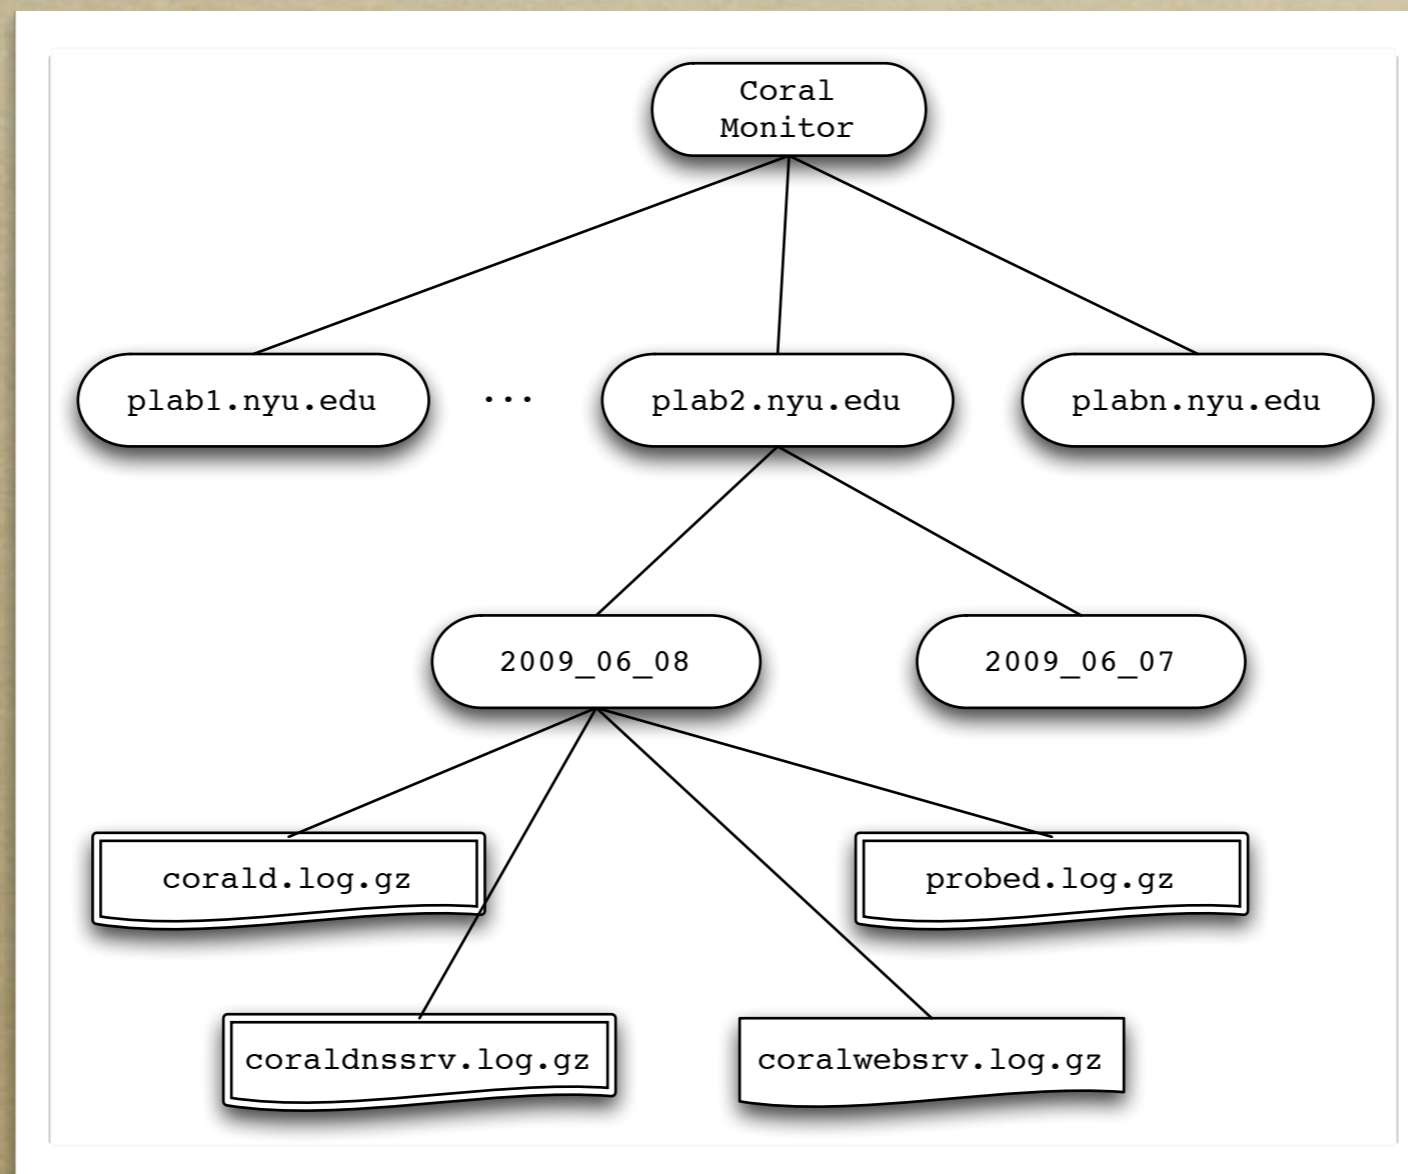 Coral
Monitor
plab1.nyu.edu
...
plab2.nyu.edu
plabn.nyu.edu
2009_06_08
2009_06_07
corald.log.gz
probed.log.gz
coraldnssrv.log.gz
coralwebsrv.log.gz